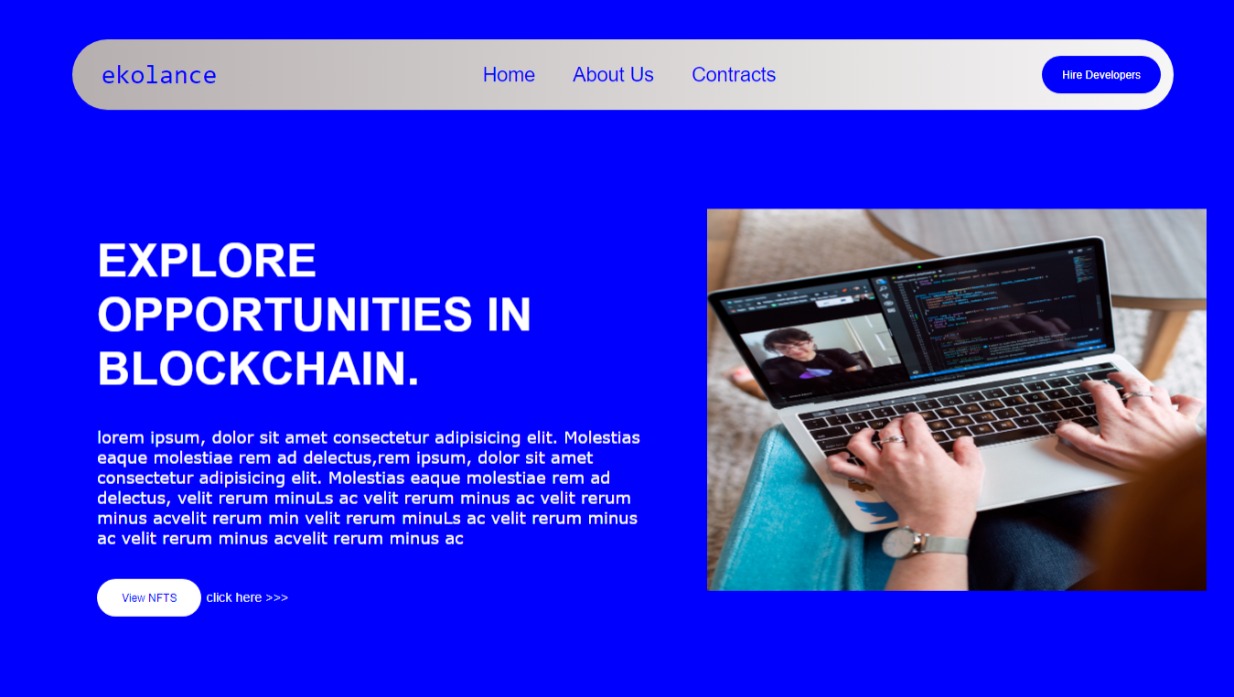 ekolance
Home About Us Contracts
Hire Developers
EXPLORE
OPPORTUNITIES IN
BLOCKCHAIN.
lorem ipsum, dolor sit amet consectetur adipisicing elit. Molestias
eaque molestiae rem ad delectus,rem ipsum, dolor sit amet
consectetur adipisicing elit. Molestias eaque molestiae rem ad
delectus, velit rerum minuLs ac velit rerum minus ac velit rerum
minus acvelit rerum min velit rerum minuLs ac velit rerum minus
ac velit rerum minus acvelit rerum minus ac
View NFTS click here >>>